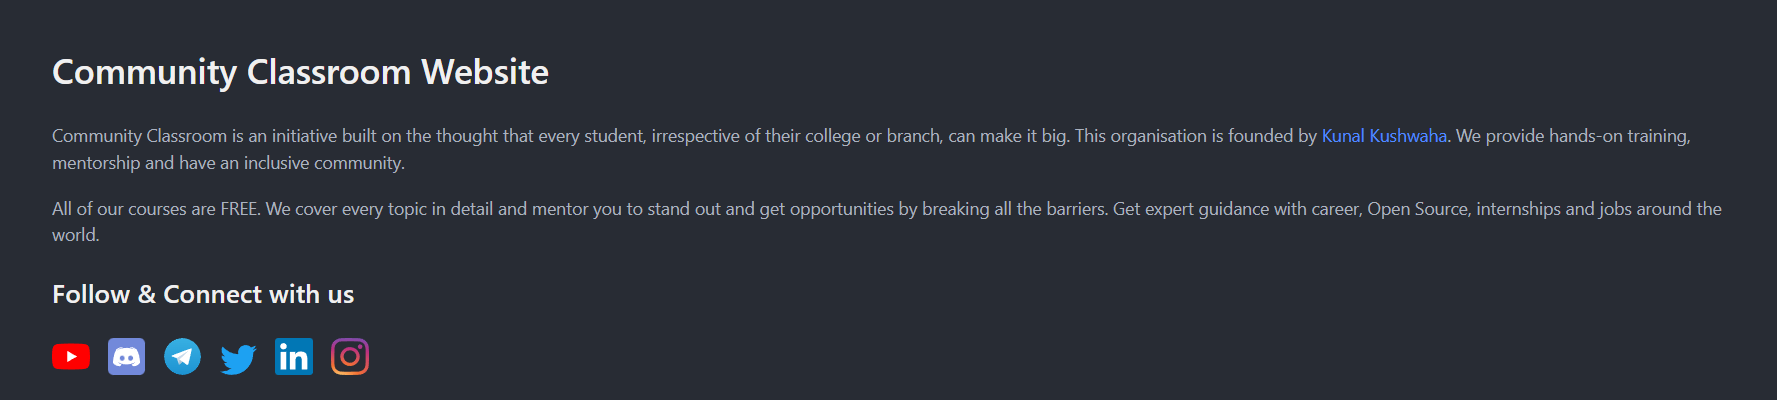 Community Classroom Website
Community Classroom is an initiative built on the thought that every student, irrespective of their college or branch, can make it big. This organisation is founded by Kunal Kushwaha. We provide hands-on training,
mentorship and have an inclusive community.
All of our courses are FREE. We cover every topic in detail and mentor you to stand out and get opportunities by breaking all the barriers. Get expert guidance with career, Open Source, internships and jobs around the
world.
Follow & Connect with us
in